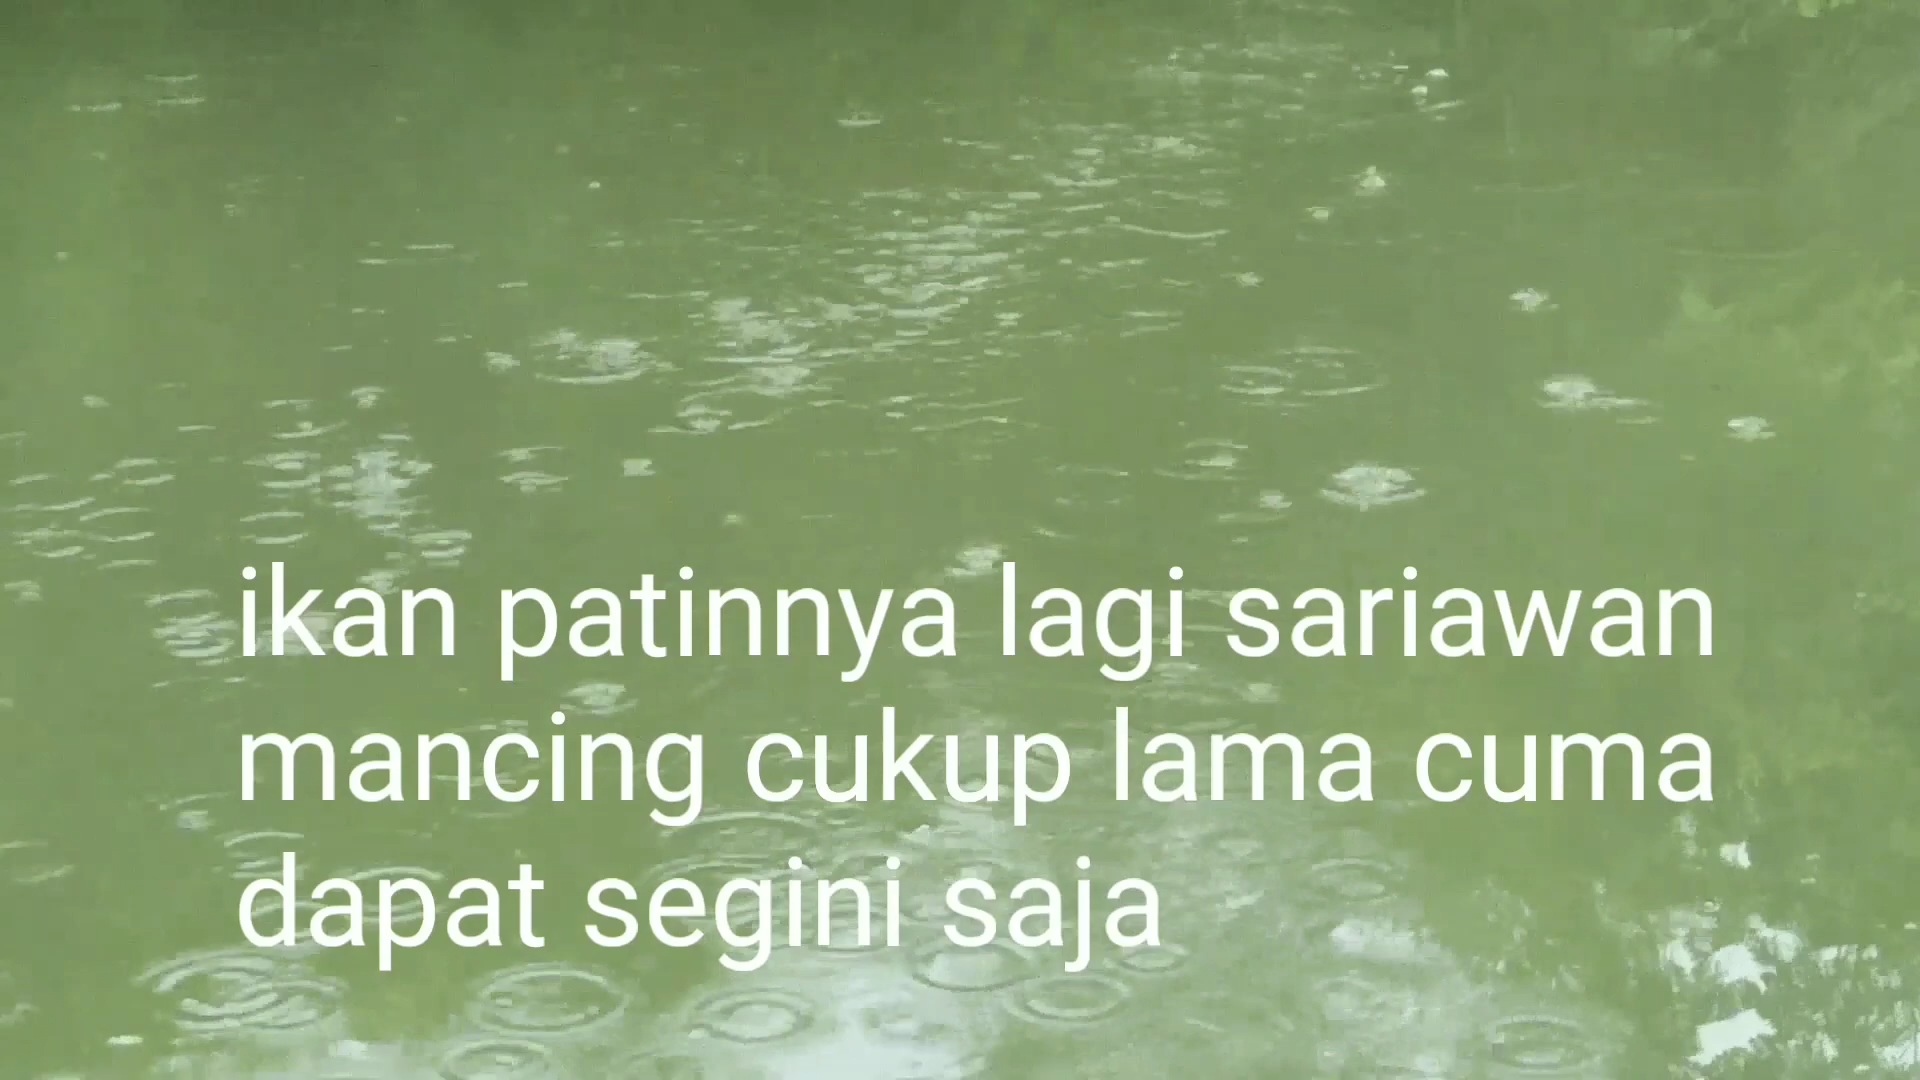 ikan patinnya lagi sariawan
mancing cukup lama cuma
dapat segini saja